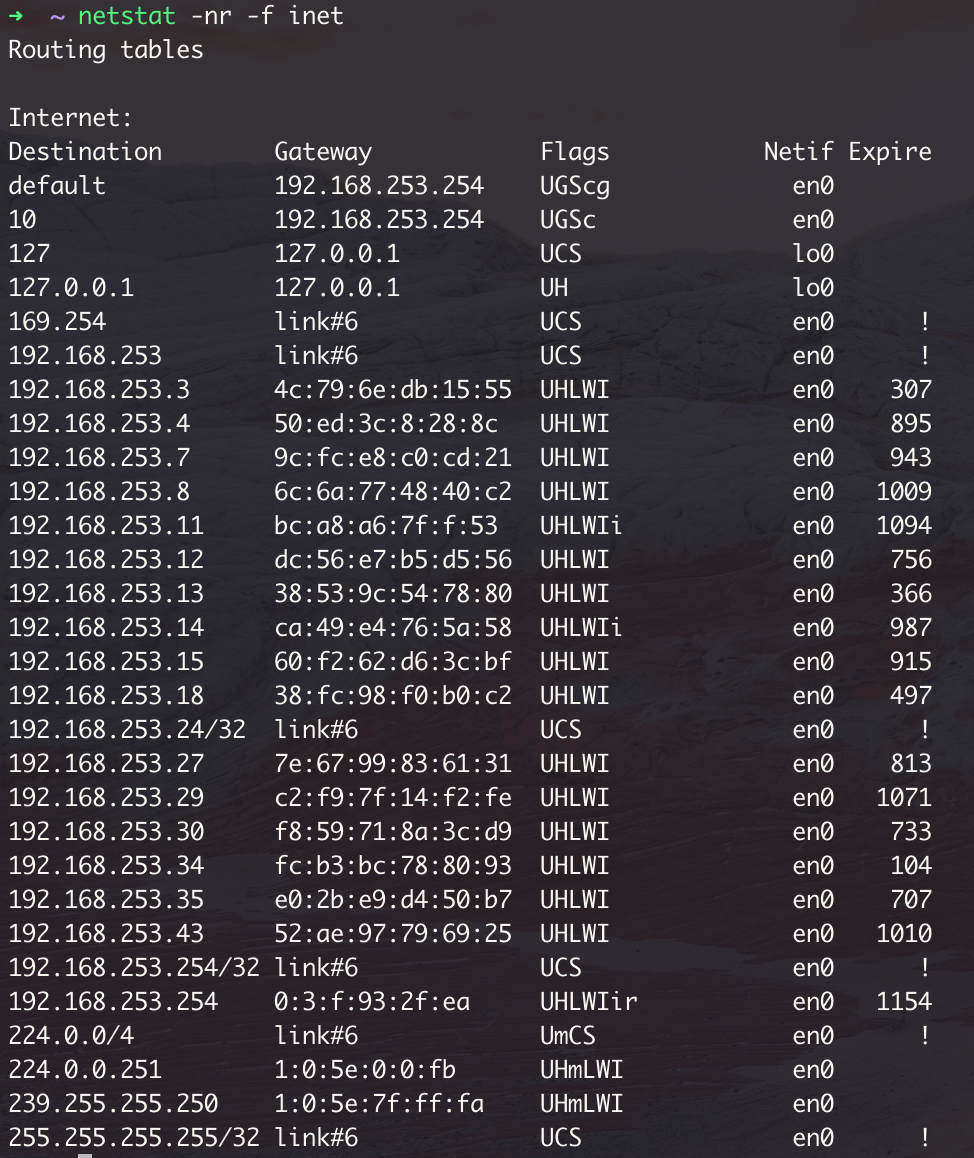 ➜  ~ netstat -nr -f inet
Routing tables

Internet:
Destination        Gateway            Flags           Netif Expire
default            192.168.253.254    UGScg             en0
10                 192.168.253.254    UGSc              en0
127                127.0.0.1          UCS               lo0
127.0.0.1          127.0.0.1          UH                lo0
169.254            link#6             UCS               en0      !
192.168.253        link#6             UCS               en0      !
192.168.253.3      4c:79:6e:db:15:55  UHLWI             en0    307
192.168.253.4      50:ed:3c:8:28:8c   UHLWI             en0    895
192.168.253.7      9c:fc:e8:c0:cd:21  UHLWI             en0    943
192.168.253.8      6c:6a:77:48:40:c2  UHLWI             en0   1009
192.168.253.11     bc:a8:a6:7f:f:53   UHLWIi            en0   1094
192.168.253.12     dc:56:e7:b5:d5:56  UHLWI             en0    756
192.168.253.13     38:53:9c:54:78:80  UHLWI             en0    366
192.168.253.14     ca:49:e4:76:5a:58  UHLWIi            en0    987
192.168.253.15     60:f2:62:d6:3c:bf  UHLWI             en0    915
192.168.253.18     38:fc:98:f0:b0:c2  UHLWI             en0    497
192.168.253.24/32  link#6             UCS               en0      !
192.168.253.27     7e:67:99:83:61:31  UHLWI             en0    813
192.168.253.29     c2:f9:7f:14:f2:fe  UHLWI             en0   1071
192.168.253.30     f8:59:71:8a:3c:d9  UHLWI             en0    733
192.168.253.34     fc:b3:bc:78:80:93  UHLWI             en0    104
192.168.253.35     e0:2b:e9:d4:50:b7  UHLWI             en0    707
192.168.253.43     52:ae:97:79:69:25  UHLWI             en0   1010
192.168.253.254/32 link#6             UCS               en0      !
192.168.253.254    0:3:f:93:2f:ea     UHLWIir           en0   1154
224.0.0/4          link#6             UmCS              en0      !
224.0.0.251        1:0:5e:0:0:fb      UHmLWI            en0
239.255.255.250    1:0:5e:7f:ff:fa    UHmLWI            en0
255.255.255.255/32 link#6             UCS               en0      !